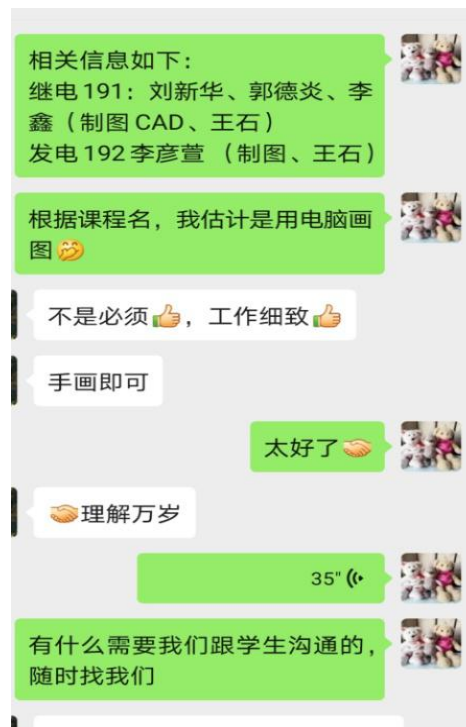 相关信息如下：
继电191：刘新华、郭德炎、李
鑫（制图CAD、王石）
发电192李彦萱 （制图、王石）
根据课程名，我估计是用电脑画
图🤣
不是必须👍，工作细致👍
手画即可
太好了🤝
🤝理解万岁
35"
有什么需要我们跟学生沟通的，
随时找我们